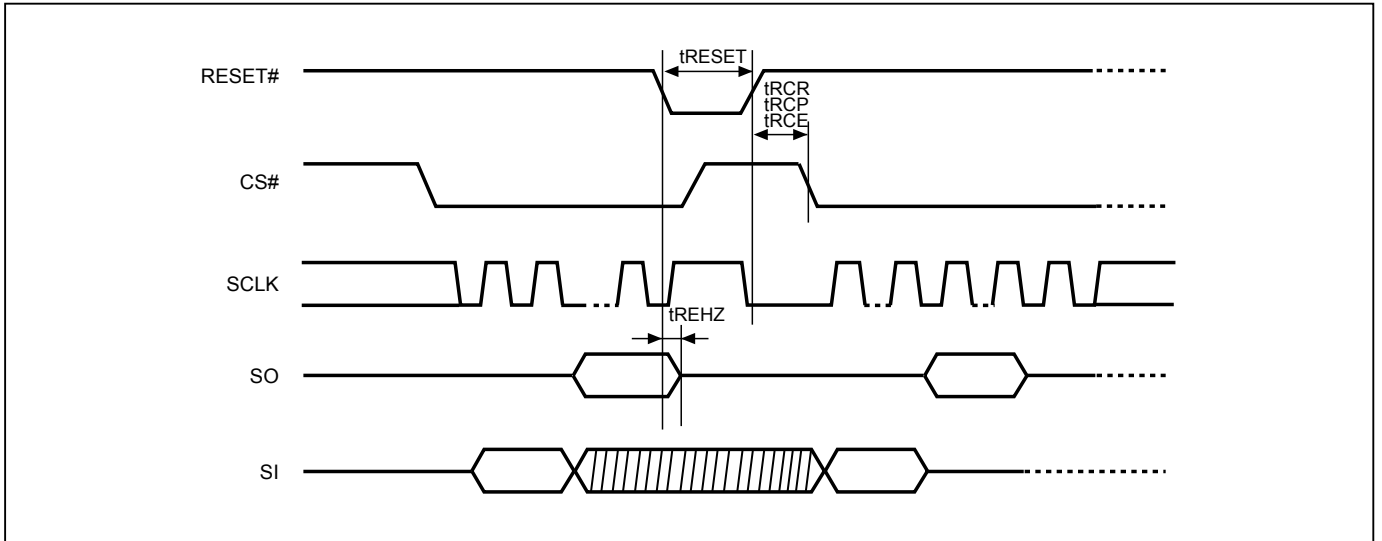 tRESET
RESET#
tRCR
tRCP
tRCE
CS#
SCLK
tREHZ
SO
SI